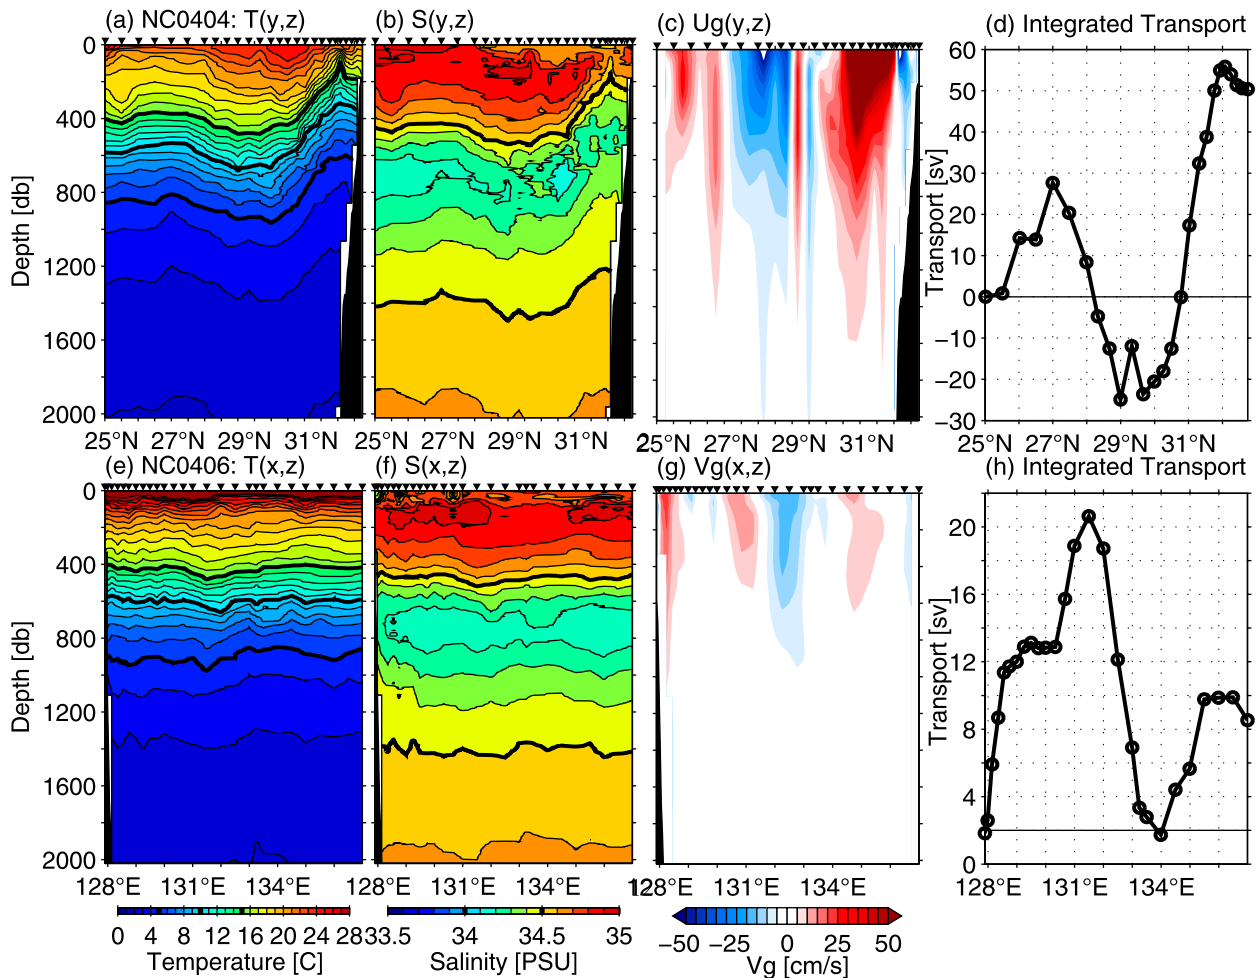 (a) NC0404: T(y,z)
(b) S(y,z)
(c) Ug(y,z)
(d) Integrated Transport
Depth [db]
0
400
800
1200
1600
2000
25°N 27°N 29°N 31°N
25°N 27°N 29°N 31°N
25°N 27°N 29°N 31°N
Transport [sv]
60
50
40
30
20
10
0
−10
−20
−30
25°N 27°N 29°N 31°N
(e) NC0406: T(x,z)
(f) S(x,z)
(g) Vg(x,z)
(h) Integrated Transport
Depth [db]
0
400
800
1200
1600
2000
128°E 131°E 134°E
128°E 131°E 134°E
128°E 131°E 134°E
Transport [sv]
20
16
12
8
4
0
128°E 131°E 134°E
0 4 8 12 16 20 24 28
Temperature [C]
33.5 34 34.5 35
Salinity [PSU]
−50 −25 0 25 50
Vg [cm/s]